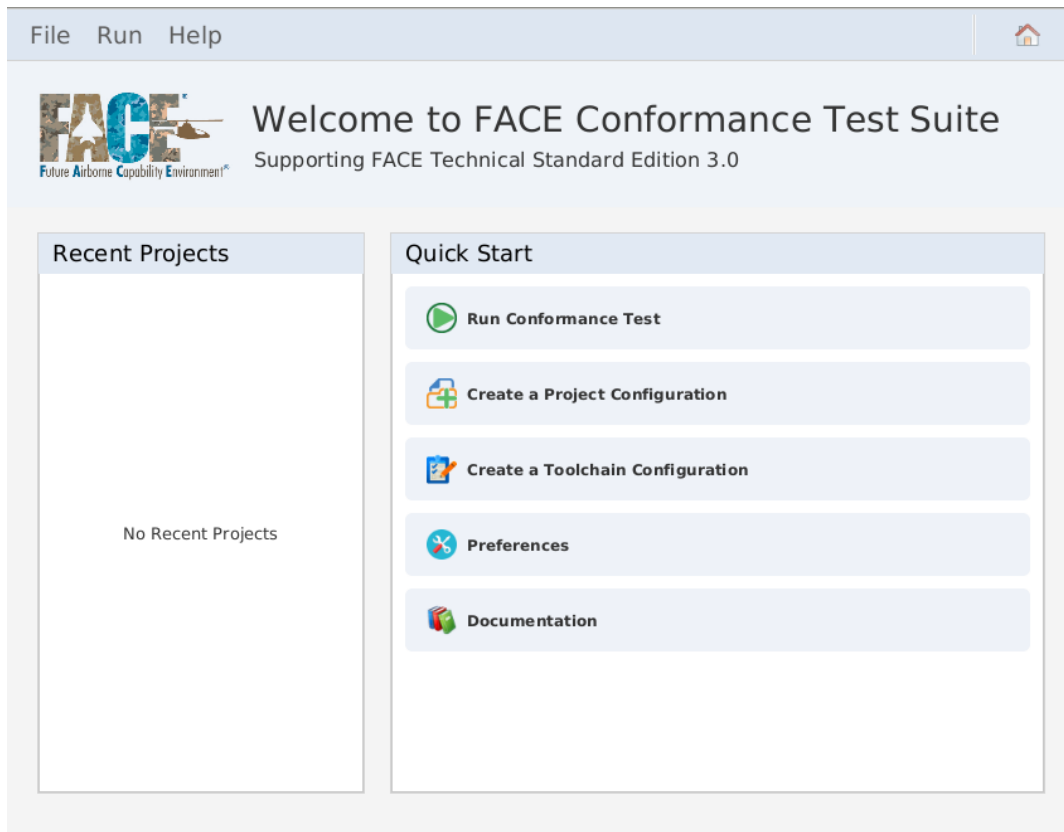 File Run Help
FACE
Future Airborne Capability Environment®
Welcome to FACE Conformance Test Suite
Supporting FACE Technical Standard Edition 3.0
Recent Projects
No Recent Projects
Quick Start
Run Conformance Test
Create a Project Configuration
Create a Toolchain Configuration
Preferences
Documentation